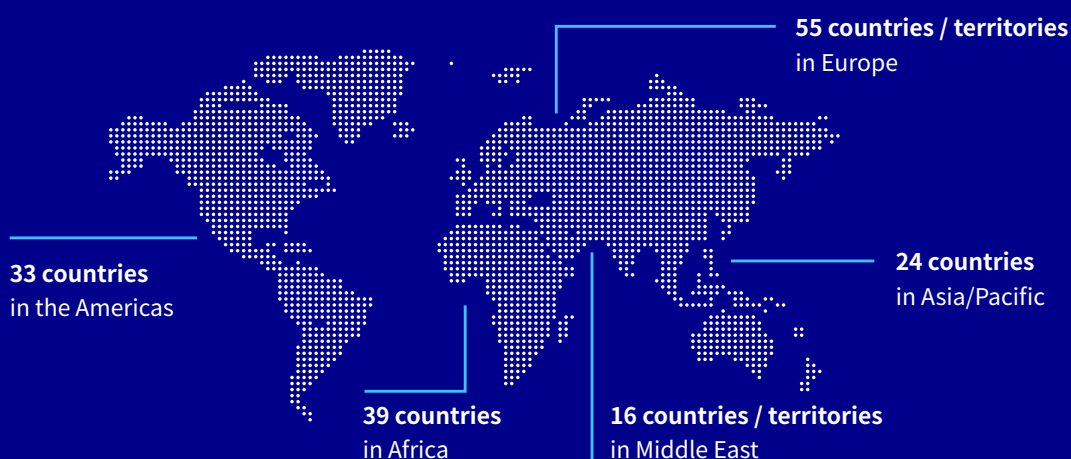 55 countries / territories
in Europe
33 countries
in the Americas
24 countries
in Asia/Pacific
39 countries
in Africa
16 countries / territories
in Middle East